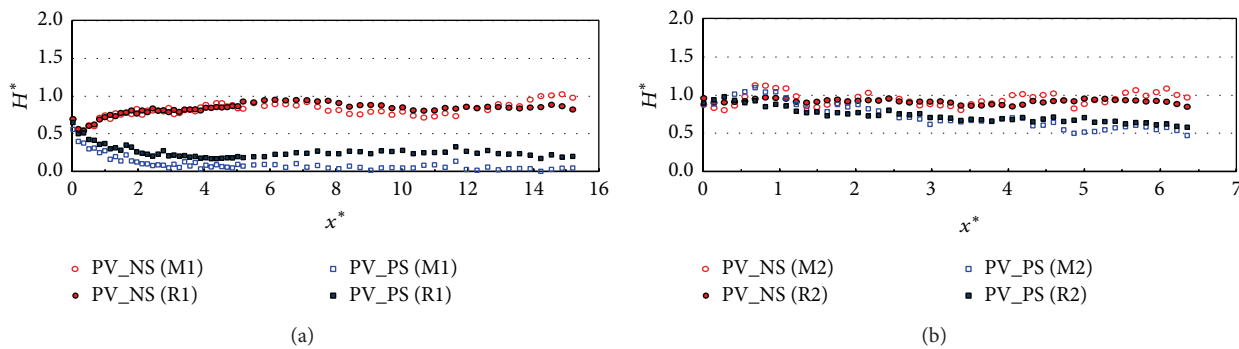 2.0
1.5
1.0
0.5
0.0
H*
0 2 4 6 8 10 12 14 16
x*
PV_NS (M1)
PV_PS (M1)
PV_NS (R1)
PV_PS (R1)
(a)
2.0
1.5
1.0
0.5
0.0
H*
0 1 2 3 4 5 6 7
x*
PV_NS (M2)
PV_PS (M2)
PV_NS (R2)
PV_PS (R2)
(b)